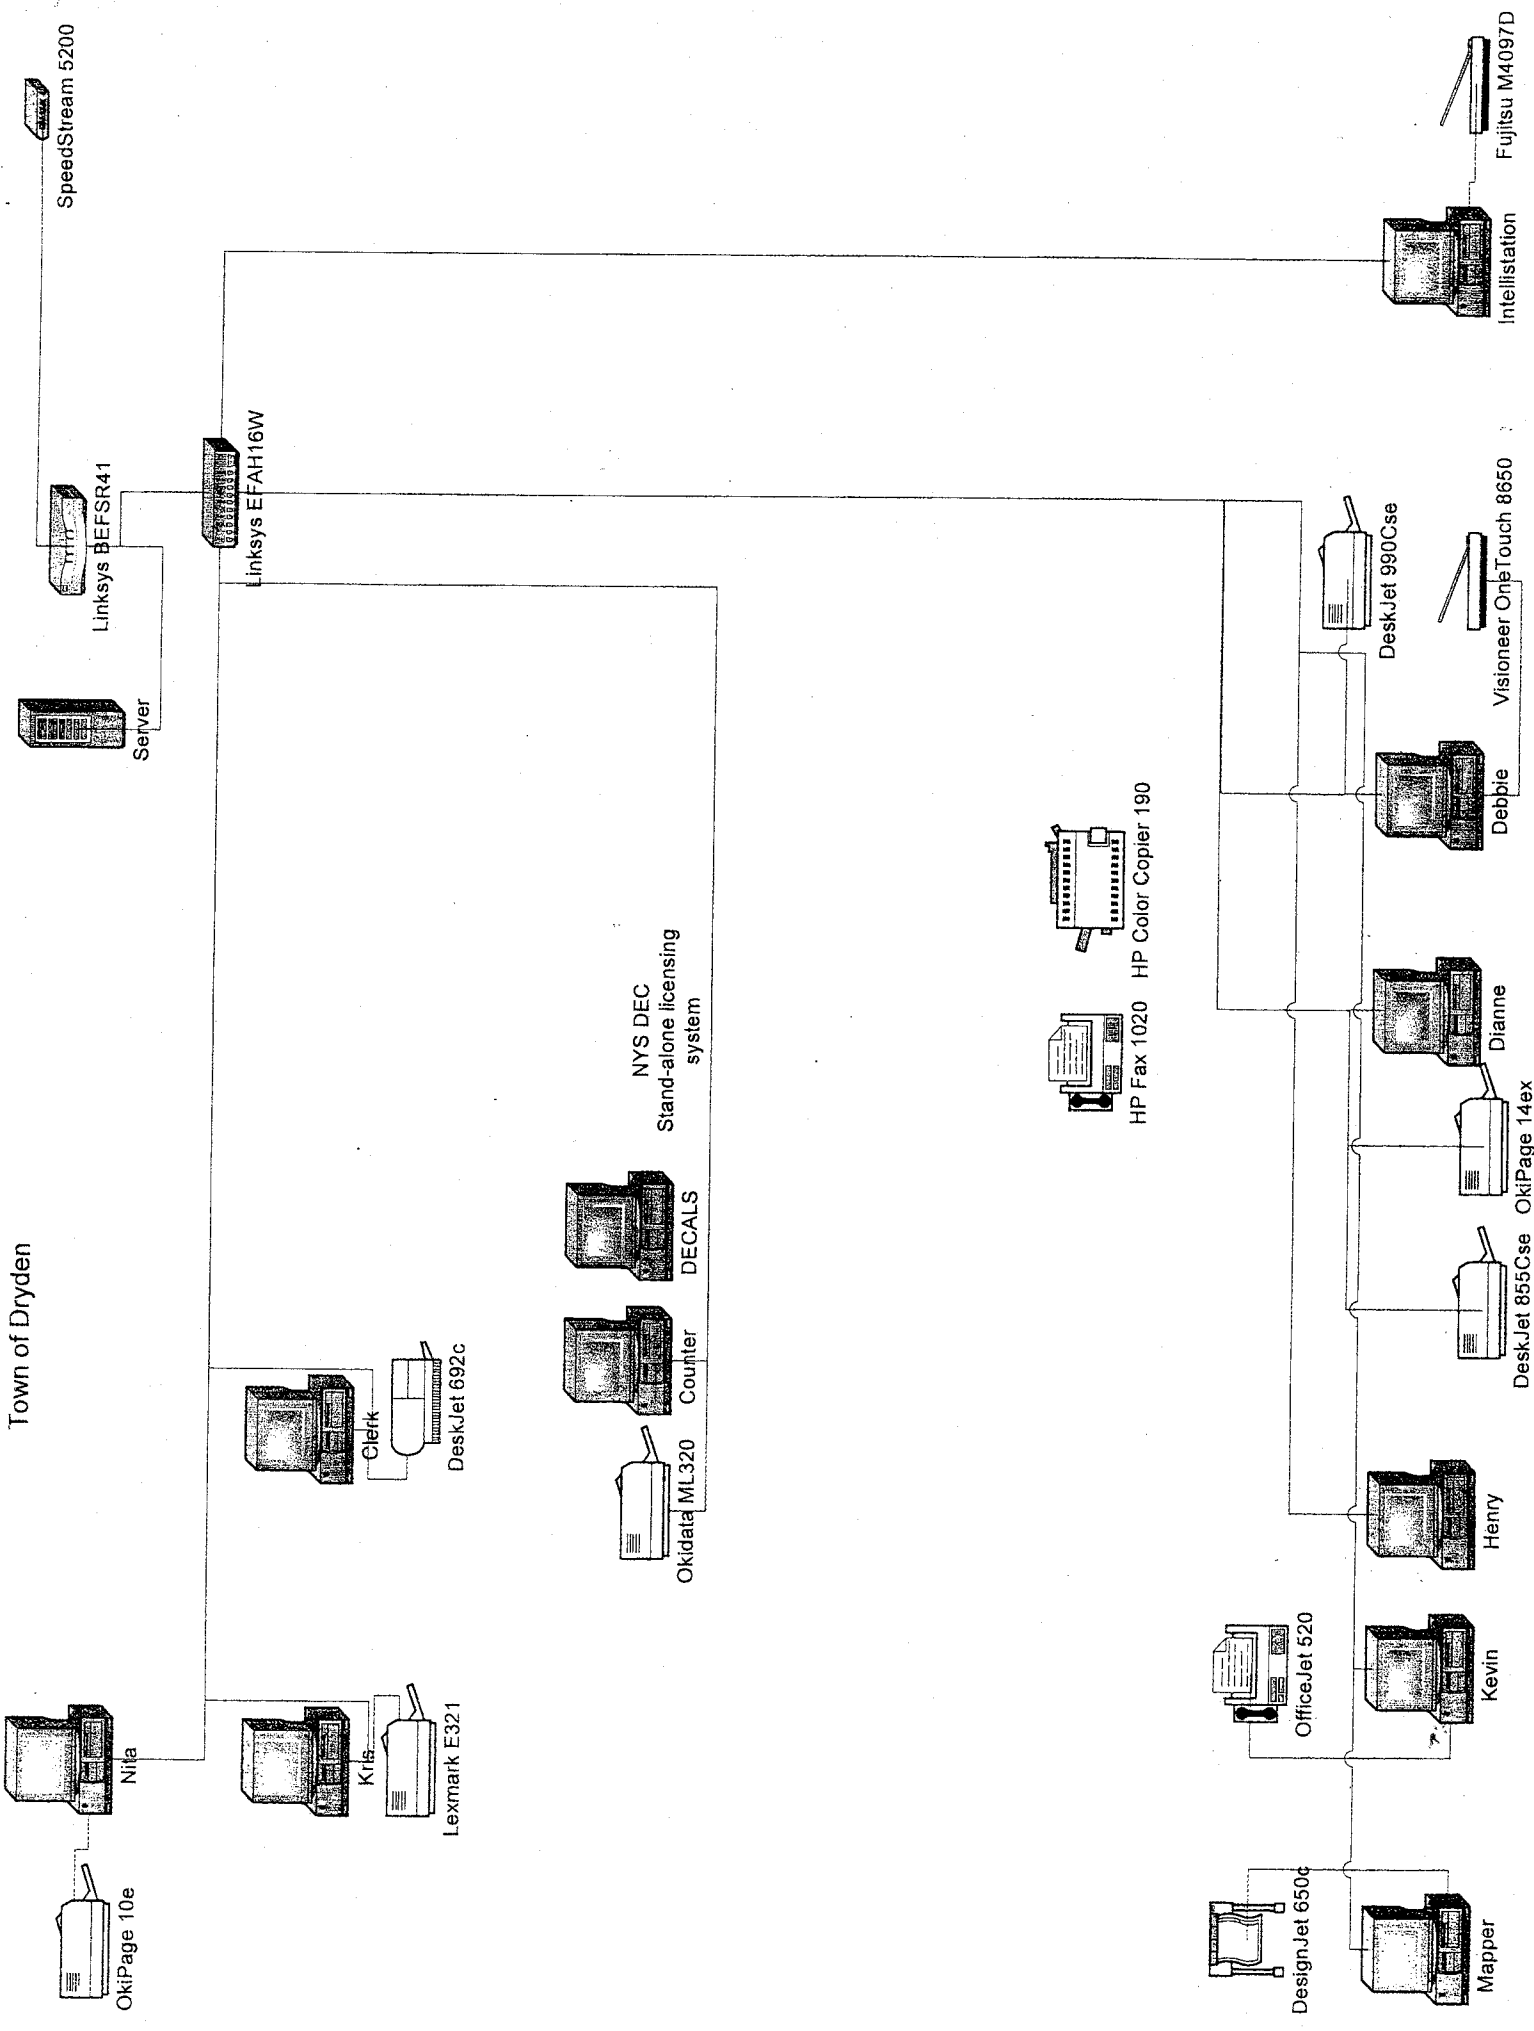 Town of Dryden
OkiPage 10e
Nita
Server
Linksys BEFSR41
SpeedStream 5200
Linksys EFAH16W
Kris
Lexmark E321
Clerk
DeskJet 692c
Okidata ML320
Counter
DECALS
NYS DEC
Stand-alone licensing
system
HP Fax 1020
HP Color Copier 190
DesignJet 650c
Mapper
OfficeJet 520
Kevin
Henry
DeskJet 855Cse
OkiPage 14ex
Dianne
Debbie
DeskJet 990Cse
Visioneer OneTouch 8650
Intellistation
Fujitsu M4097D